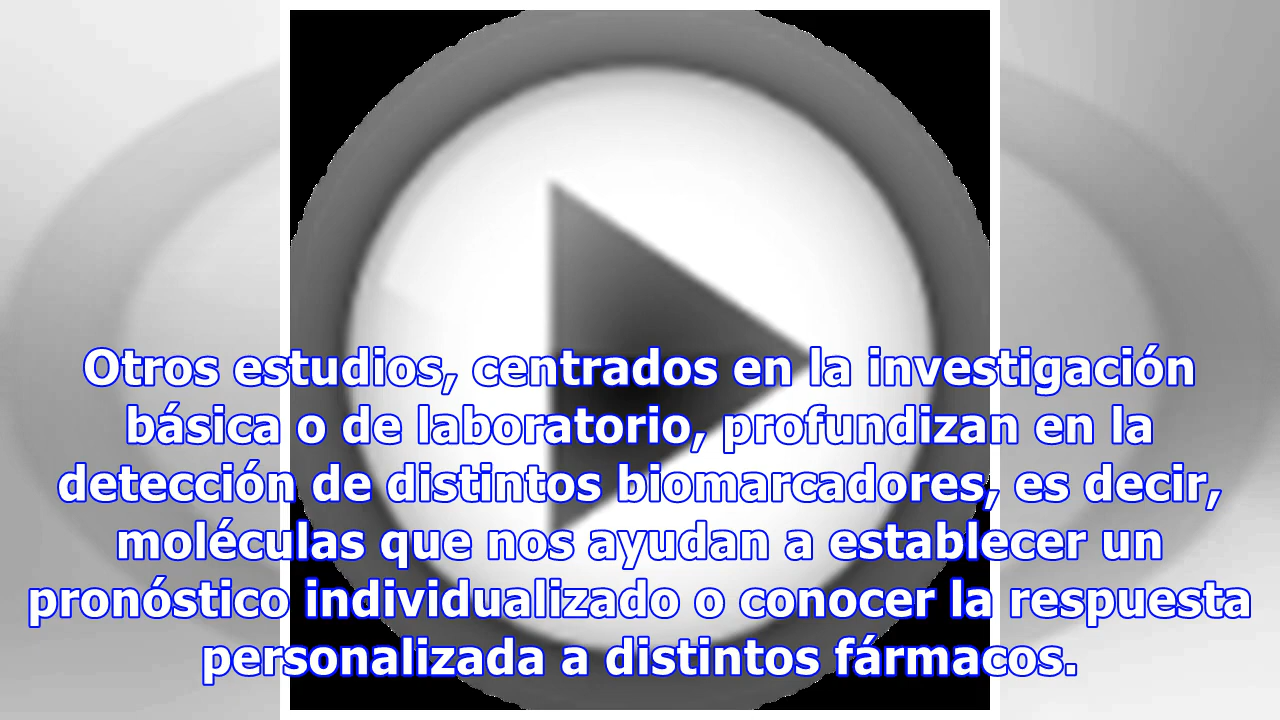 Otros estudios, centrados en la investigación
básica o de laboratorio, profundizan en la
detección de distintos biomarcadores, es decir,
moléculas que nos ayudan a establecer un
pronóstico individualizado o conocer la respuesta
personalizada a distintos fármacos.